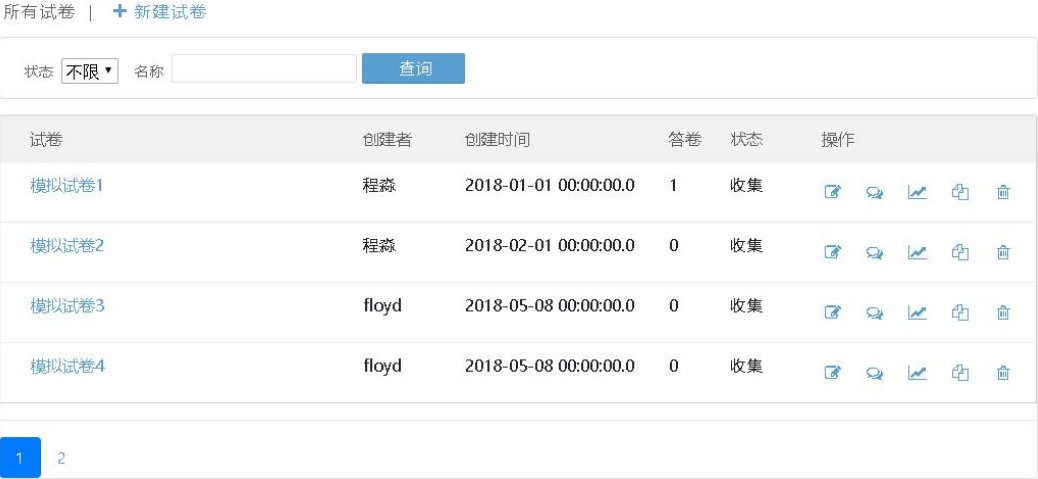 所有试卷 | + 新建试卷
状态 不限 名称 查询
试卷 创建者 创建时间 答卷 状态 操作
模拟试卷1 程淼 2018-01-01 00:00:00.0 1 收集
模拟试卷2 程淼 2018-02-01 00:00:00.0 0 收集
模拟试卷3 floyd 2018-05-08 00:00:00.0 0 收集
模拟试卷4 floyd 2018-05-08 00:00:00.0 0 收集
1 2